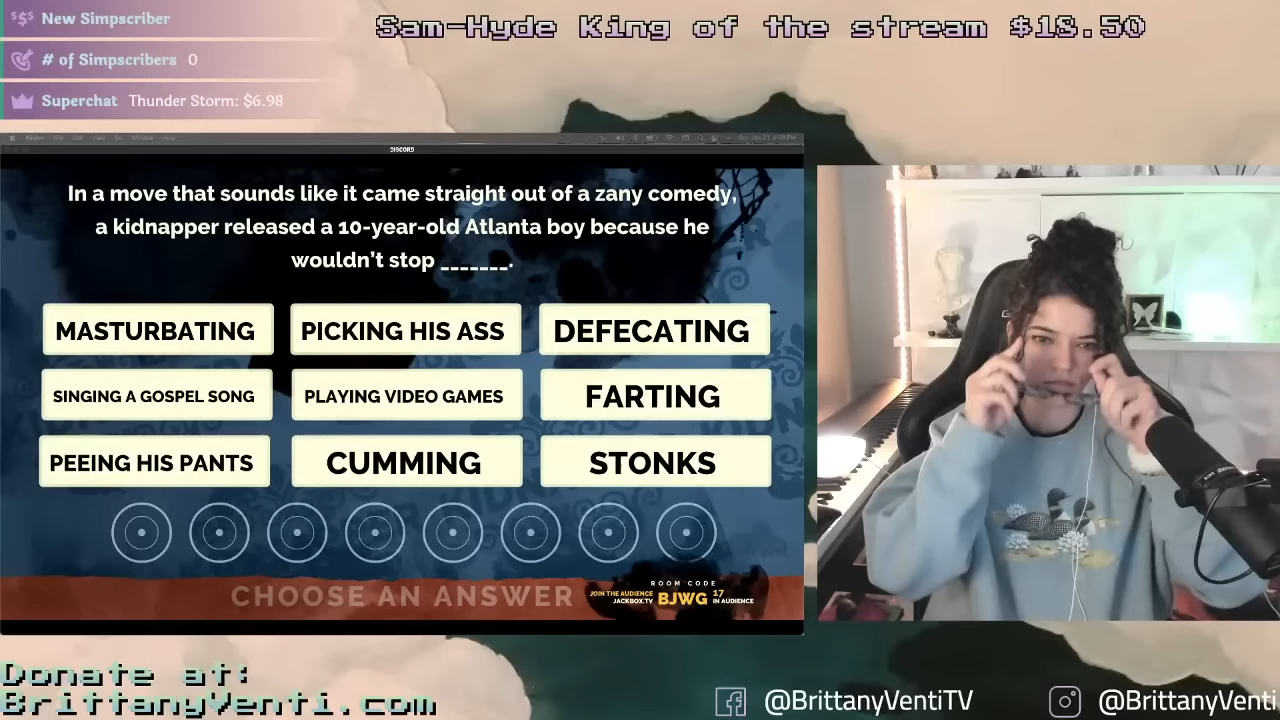 New Simpscriber
# of Simpscribers 0
Superchat Thunder Storm: $6.98
Sam-Hyde King of the stream $18.50
DISCORD
In a move that sounds like it came straight out of a zany comedy,
a kidnapper released a 10-year-old Atlanta boy because he
wouldn't stop _______.
MASTURBATING
PICKING HIS ASS
DEFECATING
SINGING A GOSPEL SONG
PLAYING VIDEO GAMES
FARTING
PEEING HIS PANTS
CUMMING
STONKS
CHOOSE AN ANSWER
JOIN THE AUDIENCE
JACKBOX.TV
ROOM CODE
BJWG
17
IN AUDIENCE
Donate at:
BrittanyVenti.com
@BrittanyVentiTV
@BrittanyVenti